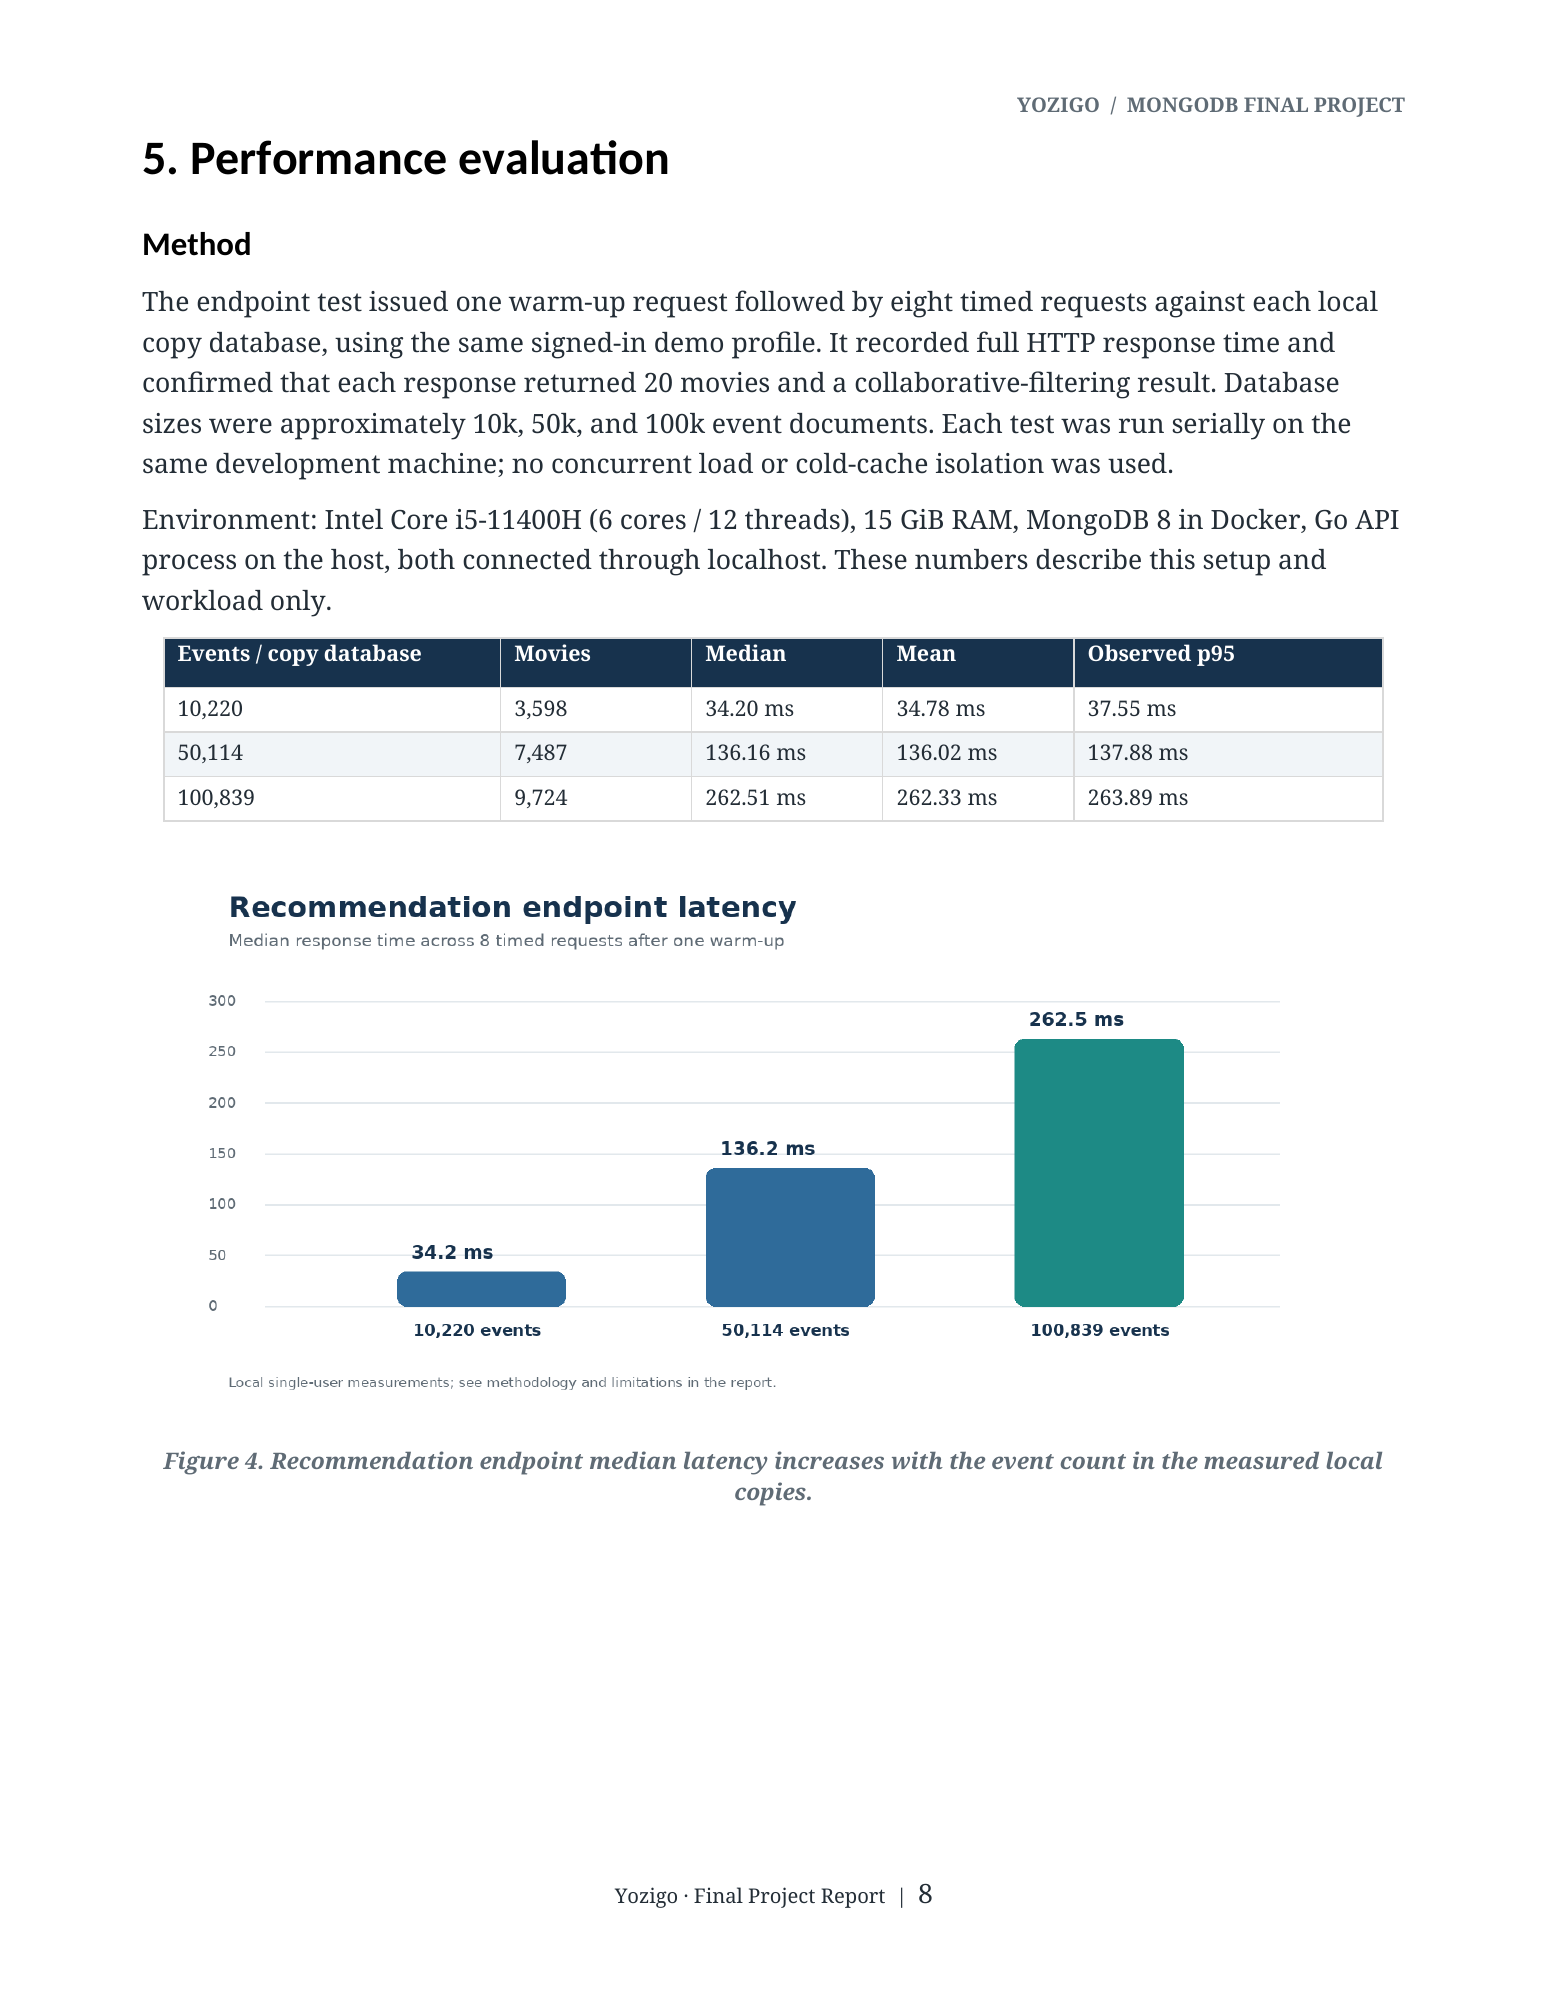 YOZIGO / MONGODB FINAL PROJECT
5. Performance evaluation
Method
The endpoint test issued one warm-up request followed by eight timed requests against each local
copy database, using the same signed-in demo profile. It recorded full HTTP response time and
confirmed that each response returned 20 movies and a collaborative-filtering result. Database
sizes were approximately 10k, 50k, and 100k event documents. Each test was run serially on the
same development machine; no concurrent load or cold-cache isolation was used.
Environment: Intel Core i5-11400H (6 cores / 12 threads), 15 GiB RAM, MongoDB 8 in Docker, Go API
process on the host, both connected through localhost. These numbers describe this setup and
workload only.
Events / copy database Movies Median Mean Observed p95
10,220 3,598 34.20 ms 34.78 ms 37.55 ms
50,114 7,487 136.16 ms 136.02 ms 137.88 ms
100,839 9,724 262.51 ms 262.33 ms 263.89 ms
Recommendation endpoint latency
Median response time across 8 timed requests after one warm-up
300
262.5 ms
250
200
150
136.2 ms
100
50
34.2 ms
0
10,220 events 50,114 events 100,839 events
Local single-user measurements; see methodology and limitations in the report.
Figure 4. Recommendation endpoint median latency increases with the event count in the measured local
copies.
Yozigo · Final Project Report | 8